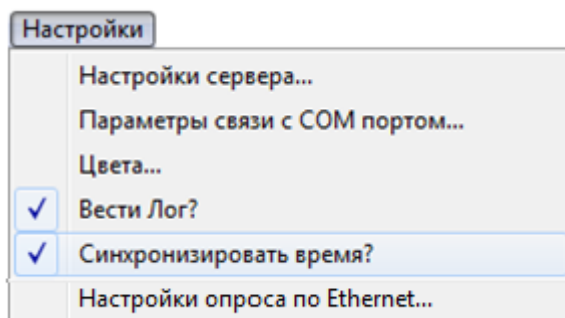 Настройки
Настройки сервера...
Параметры связи с COM портом...
Цвета...
Вести Лог?
Синхронизировать время?
Настройки опроса по Ethernet...